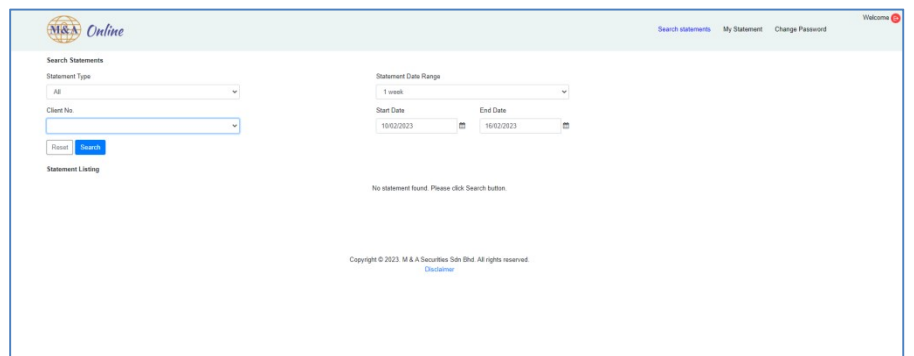 Welcome
M&A Online
Search statements My Statement Change Password
Search Statements
Statement Type Statement Date Range
All 1 week
Client No. Start Date End Date
10/02/2023 16/02/2023
Reset Search
Statement Listing
No statement found. Please click Search button.
Copyright © 2023. M & A Securities Sdn Bhd. All rights reserved.
Disclaimer